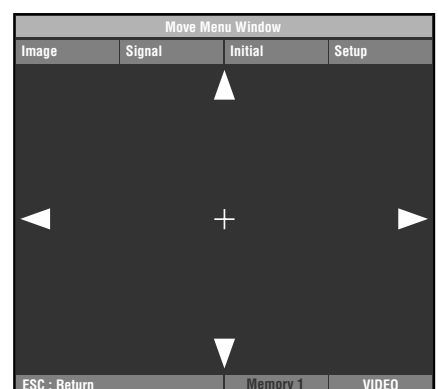 Move Menu Window
Image Signal Initial Setup
ESC : Return Memory 1 VIDEO